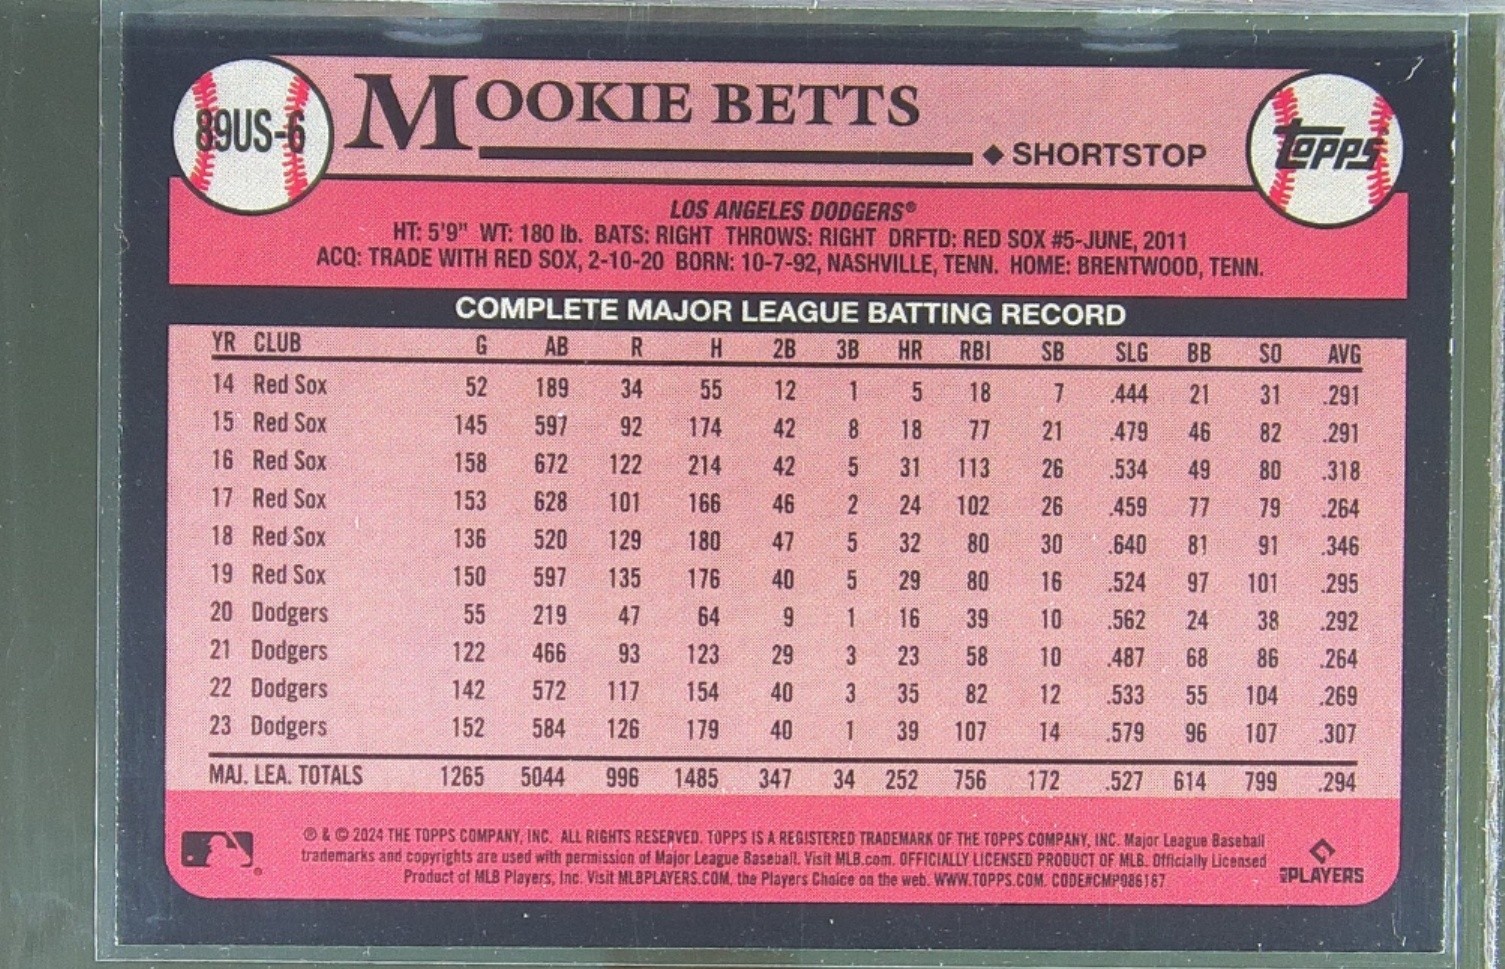 89US-6
MOOKIE BETTS
◆ SHORTSTOP
TOPPS
LOS ANGELES DODGERS®
HT: 5'9" WT: 180 lb. BATS: RIGHT THROWS: RIGHT DRFTD: RED SOX #5-JUNE, 2011
ACQ: TRADE WITH RED SOX, 2-10-20 BORN: 10-7-92, NASHVILLE, TENN. HOME: BRENTWOOD, TENN.
COMPLETE MAJOR LEAGUE BATTING RECORD
YR CLUB G AB R H 2B 3B HR RBI SB SLG BB SO AVG
14 Red Sox 52 189 34 55 12 1 5 18 7 .444 21 31 .291
15 Red Sox 145 597 92 174 42 8 18 77 21 .479 46 82 .291
16 Red Sox 158 672 122 214 42 5 31 113 26 .534 49 80 .318
17 Red Sox 153 628 101 166 46 2 24 102 26 .459 77 79 .264
18 Red Sox 136 520 129 180 47 5 32 80 30 .640 81 91 .346
19 Red Sox 150 597 135 176 40 5 29 80 16 .524 97 101 .295
20 Dodgers 55 219 47 64 9 1 16 39 10 .562 24 38 .292
21 Dodgers 122 466 93 123 29 3 23 58 10 .487 68 86 .264
22 Dodgers 142 572 117 154 40 3 35 82 12 .533 55 104 .269
23 Dodgers 152 584 126 179 40 1 39 107 14 .579 96 107 .307
MAJ. LEA. TOTALS 1265 5044 996 1485 347 34 252 756 172 .527 614 799 .294
® & © 2024 THE TOPPS COMPANY, INC. ALL RIGHTS RESERVED. TOPPS IS A REGISTERED TRADEMARK OF THE TOPPS COMPANY, INC. Major League Baseball
trademarks and copyrights are used with permission of Major League Baseball. Visit MLB.com. OFFICIALLY LICENSED PRODUCT OF MLB. Officially Licensed
Product of MLB Players, Inc. Visit MLBPLAYERS.COM, the Players Choice on the web. WWW.TOPPS.COM. CODE#CMP086187
MLB PLAYERS